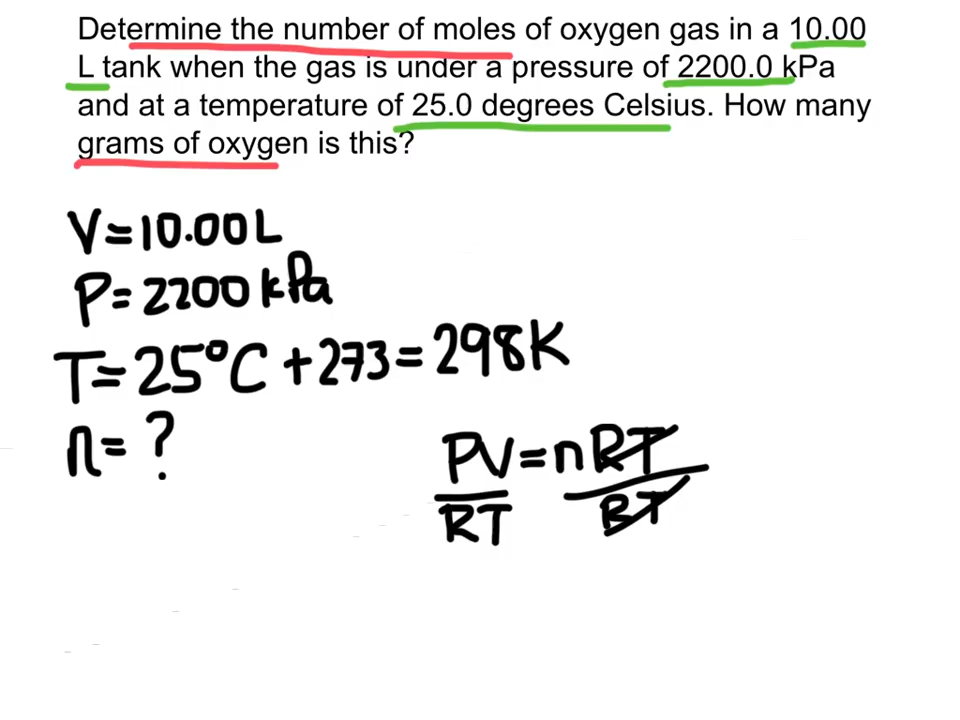 Determine the number of moles of oxygen gas in a 10.00
L tank when the gas is under a pressure of 2200.0 kPa
and at a temperature of 25.0 degrees Celsius. How many
grams of oxygen is this?
V=10.00L
P=2200 kPa
T=25°C +273=298K
n= ?
PV=nRT
RT RT